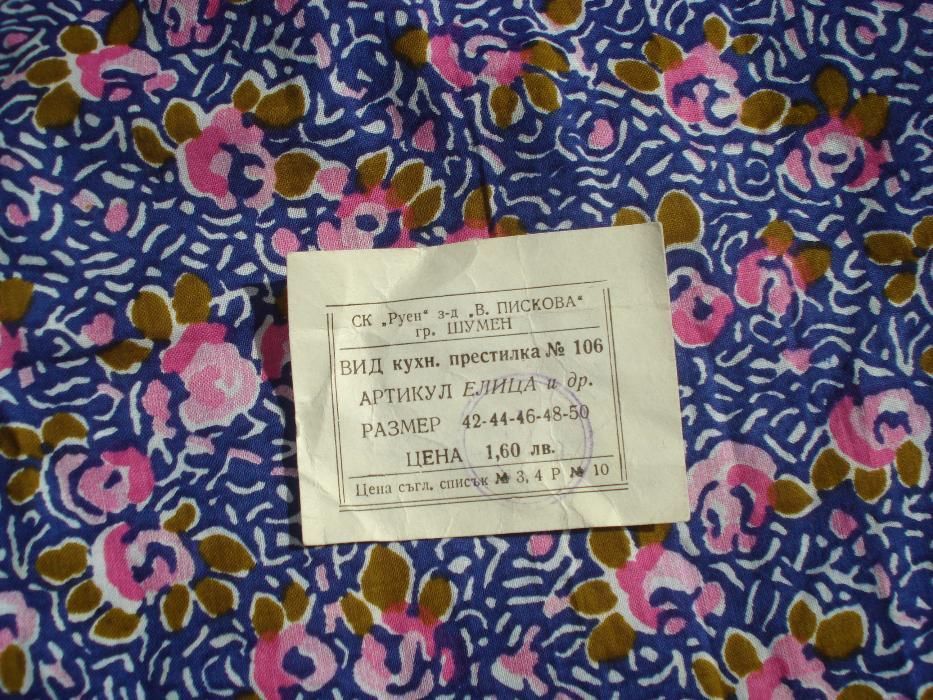 СК „Руен“ з-д „В. ПИСКОВА“
гр. ШУМЕН
ВИД кухн. престилка № 106
АРТИКУЛ ЕЛИЦА и др.
РАЗМЕР 42-44-46-48-50
ЦЕНА 1,60 лв.
Цена съгл. списък № 3, 4 Р № 10